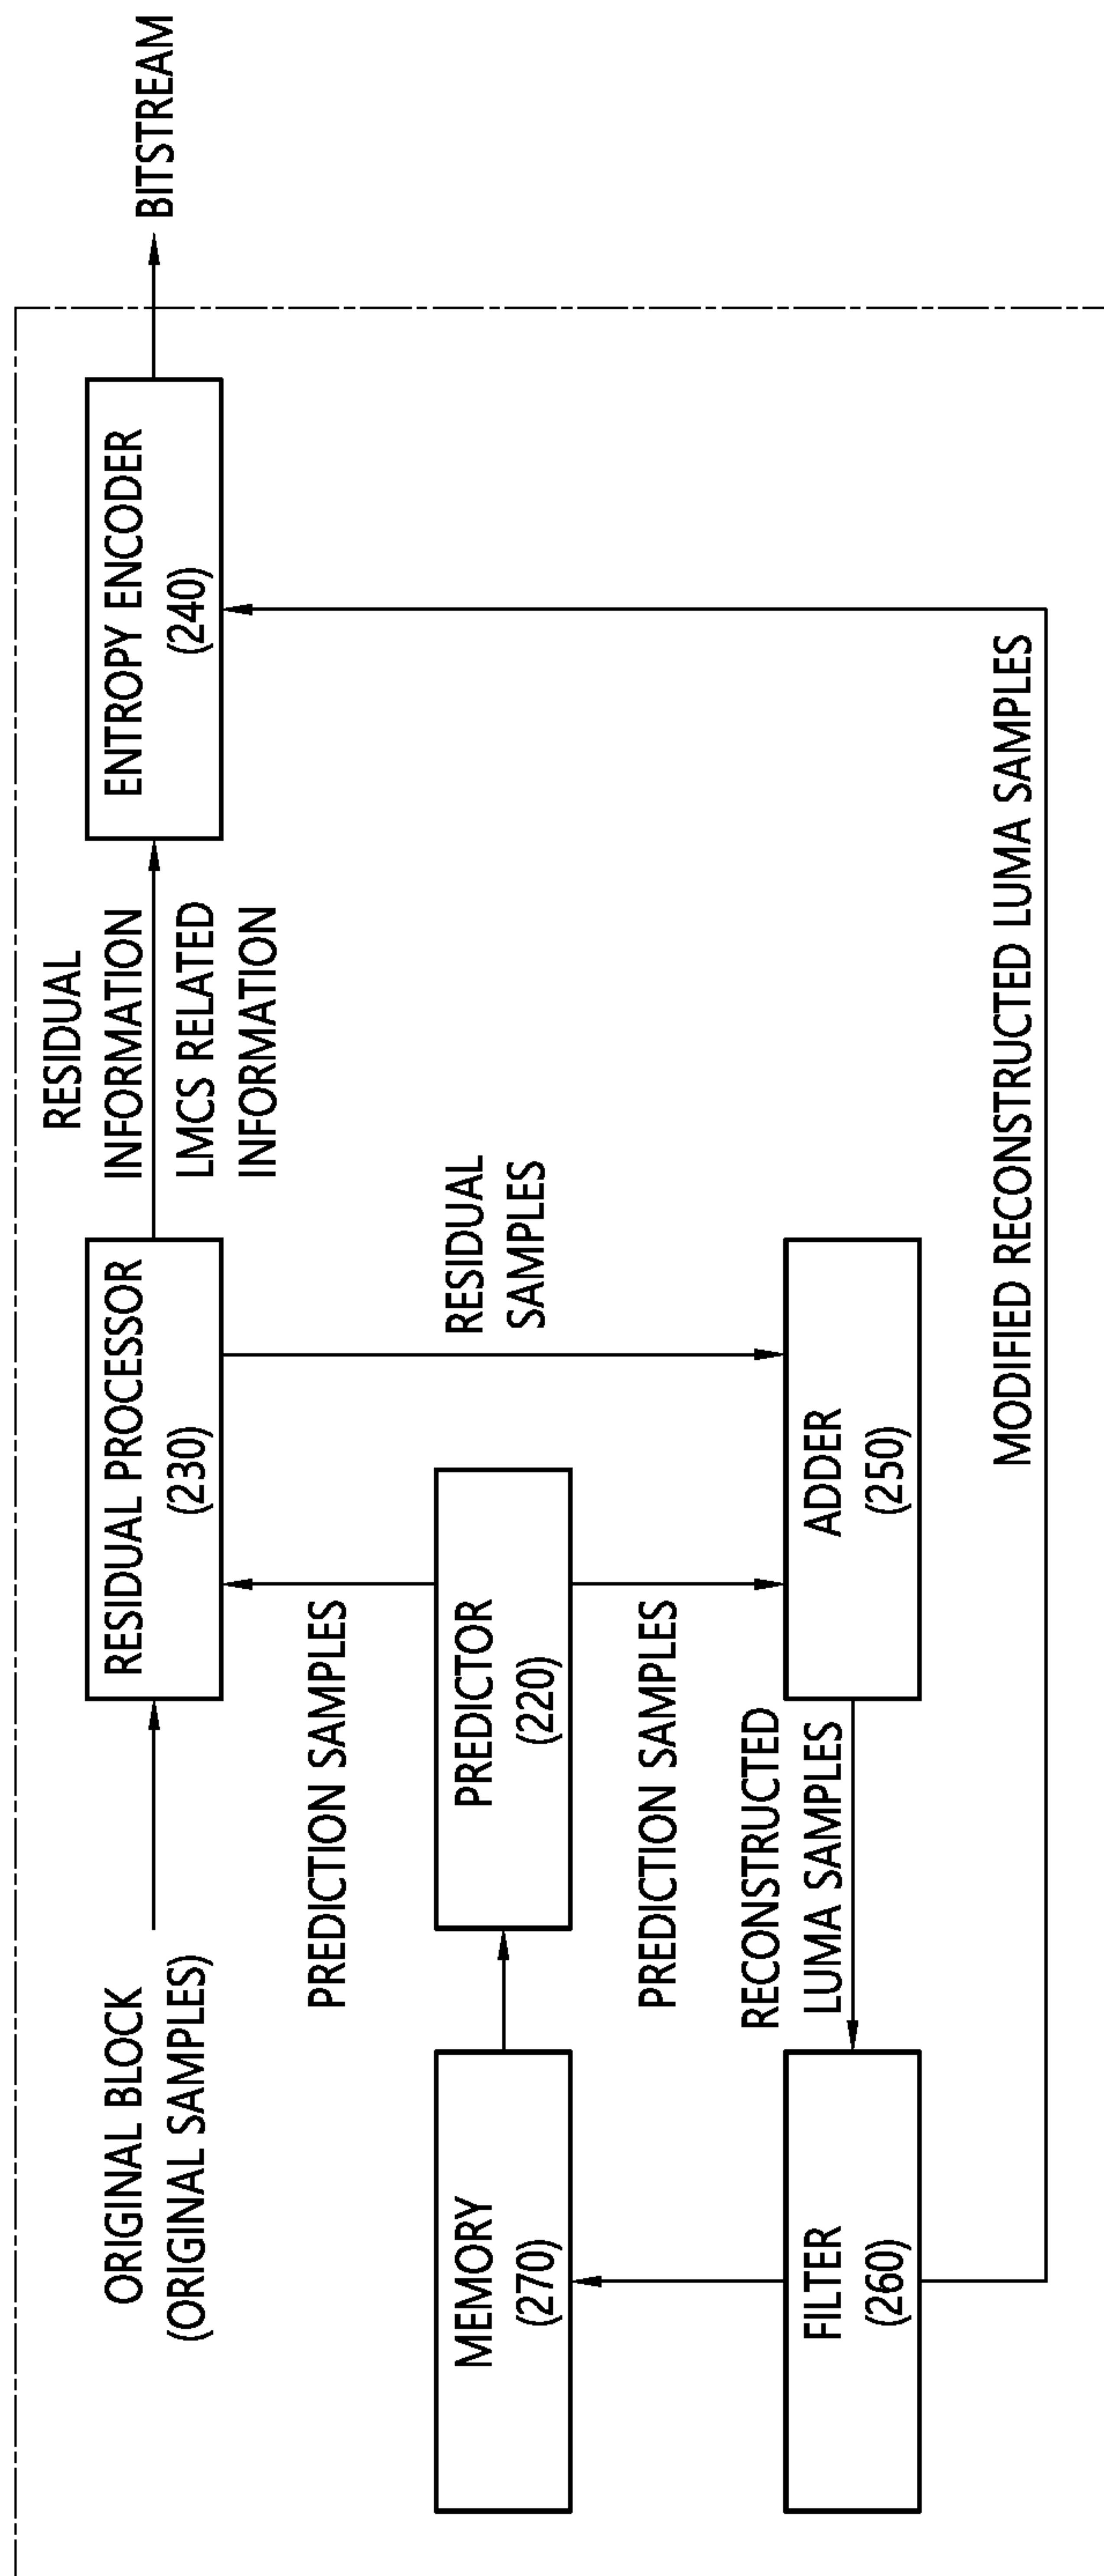 ORIGINAL BLOCK
(ORIGINAL SAMPLES)
RESIDUAL PROCESSOR
(230)
RESIDUAL
INFORMATION
LMCS RELATED
INFORMATION
ENTROPY ENCODER
(240)
BITSTREAM
PREDICTION SAMPLES
MEMORY
(270)
PREDICTOR
(220)
RESIDUAL
SAMPLES
PREDICTION SAMPLES
RECONSTRUCTED
LUMA SAMPLES
FILTER
(260)
ADDER
(250)
MODIFIED RECONSTRUCTED LUMA SAMPLES